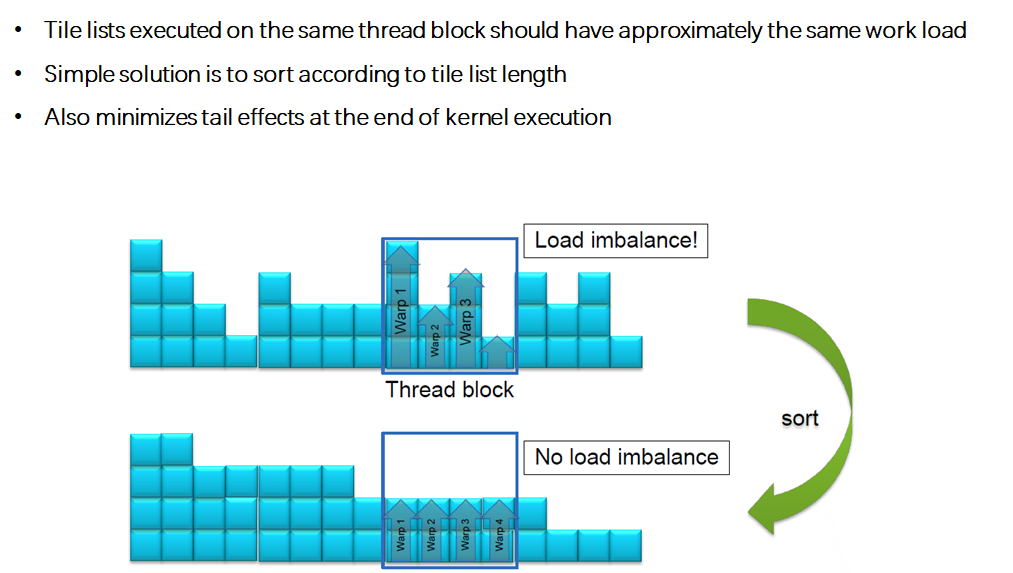 • Tile lists executed on the same thread block should have approximately the same work load
• Simple solution is to sort according to tile list length
• Also minimizes tail effects at the end of kernel execution
Load imbalance!
Warp 1
Warp 2
Warp 3
Thread block
sort
No load imbalance
Warp 1
Warp 2
Warp 3
Warp 4